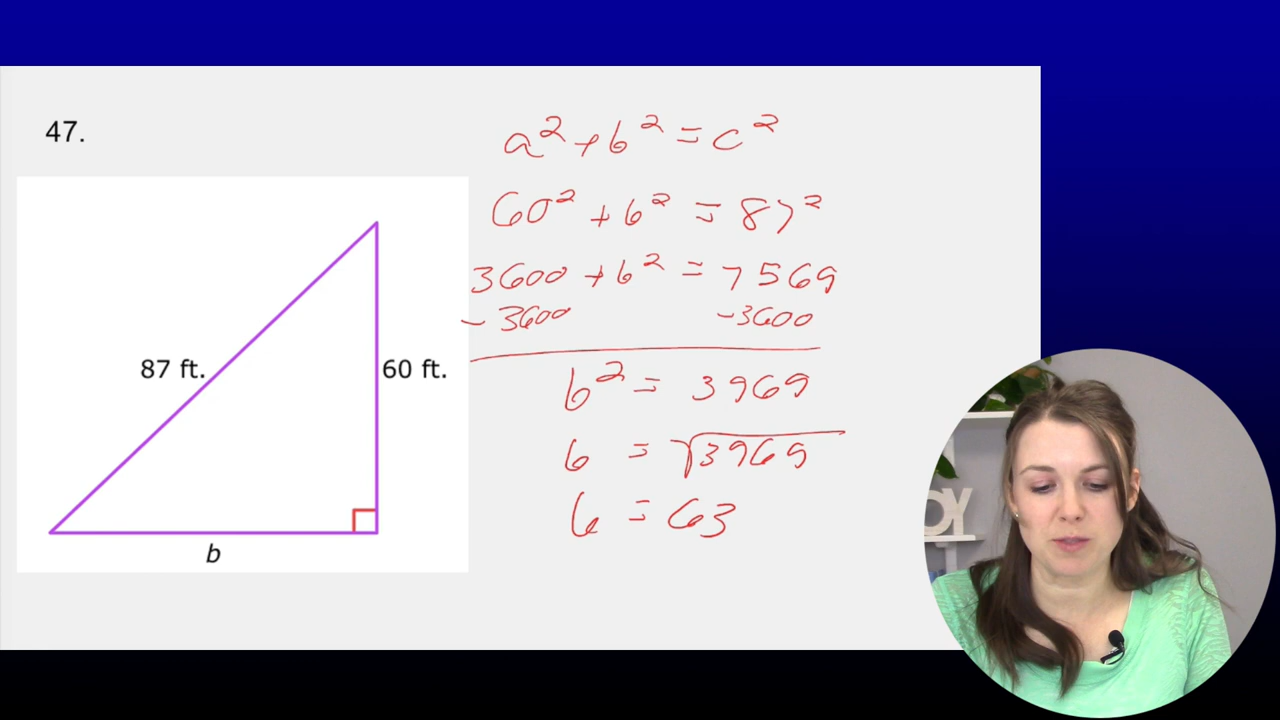 47.
a² + b² = c²
60² + b² = 87²
3600 + b² = 7569
- 3600 -3600
b² = 3969
b = √3969
b = 63
87 ft.
60 ft.
b
DY